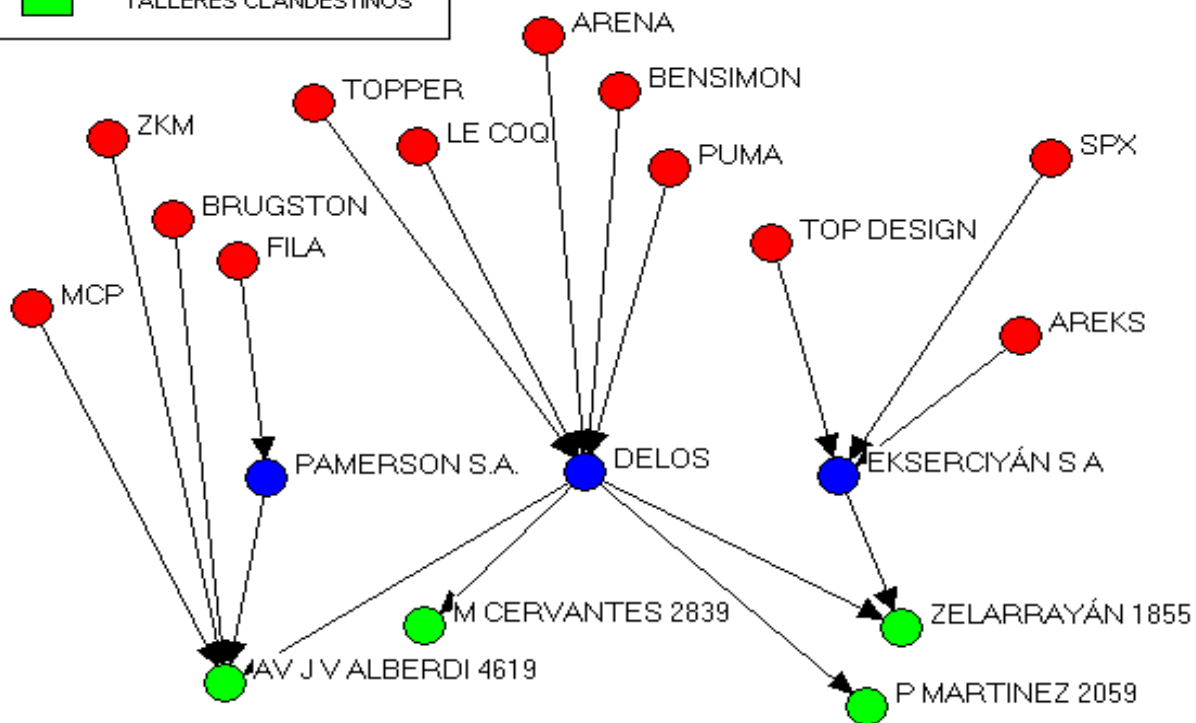 TALLERES CLANDESTINOS
ARENA
TOPPER
BENSIMON
ZKM
LE COQ
PUMA
SPX
BRUGSTON
TOP DESIGN
FILA
MCP
AREKS
PAMERSON S.A.
DELOS
EKSERCIYÁN S A
M CERVANTES 2839
ZELARRAYÁN 1855
AV J V ALBERDI 4619
P MARTINEZ 2059